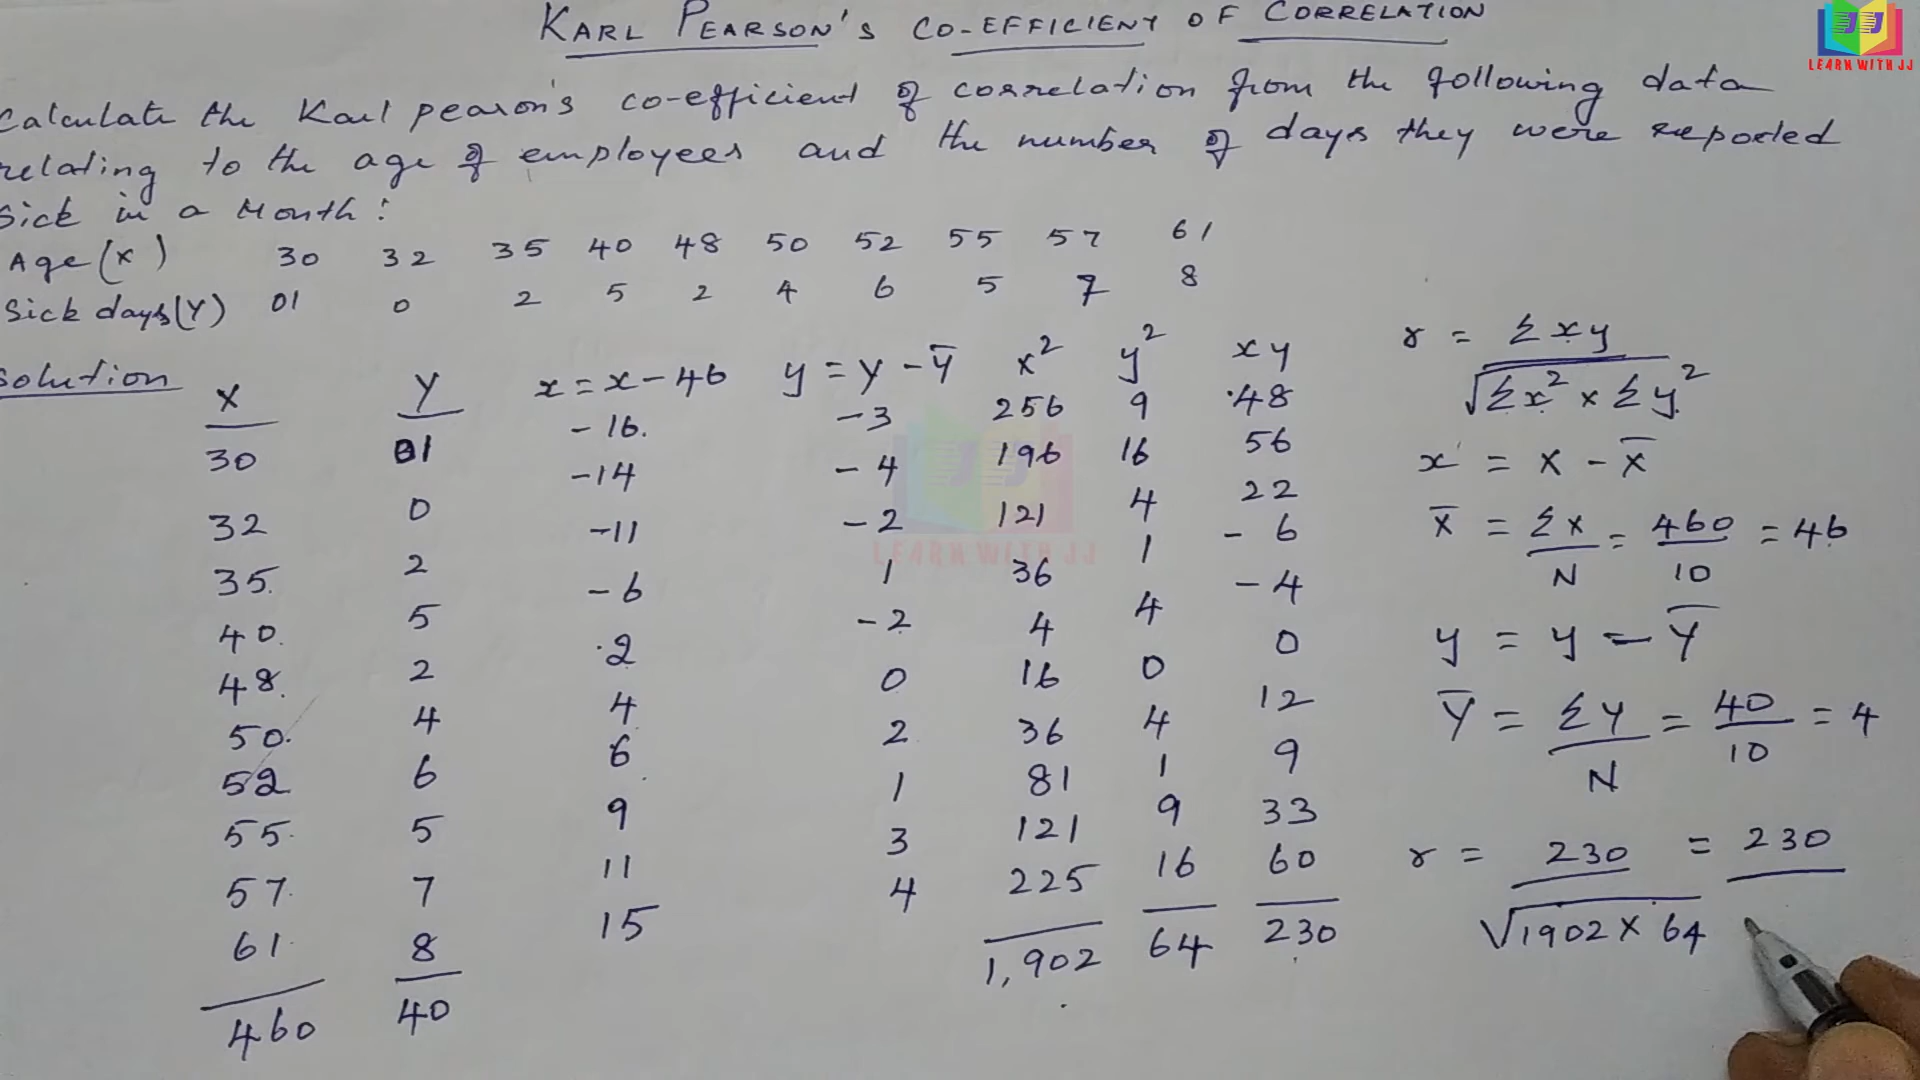 KARL PEARSON'S CO-EFFICIENT OF CORRELATION
LEARN WITH JJ
Calculate the Karl pearon's co-efficient of correlation from the following data
relating to the age of employees and the number of days they were reported
Sick in a Month:
Age (X) 30 32 35 40 48 50 52 55 57 61
Sick days (Y) 01 0 2 5 2 4 6 5 7 8
Solution
X Y x = x - 46 y = y - Y̅ x² y² xy
30 01 -16. -3 256 9 48
32 0 -14 -4 196 16 56
35. 2 -11 -2 121 4 22
40. 5 -6 1 36 1 - 6
48. 2 2 -2 4 4 - 4
50. 4 4 0 16 0 0
52 6 6 2 36 4 12
55. 5 9 1 81 1 9
57. 7 11 3 121 9 33
61 8 15 4 225 16 60
460 40 1,902 64 230
LEARN WITH JJ
r = Σxy
√Σx² × Σy²
x = X - X̅
X̅ = Σx/N = 460/10 = 46
y = y - Y̅
Y̅ = ΣY/N = 40/10 = 4
r = 230 = 230
√1902 × 64